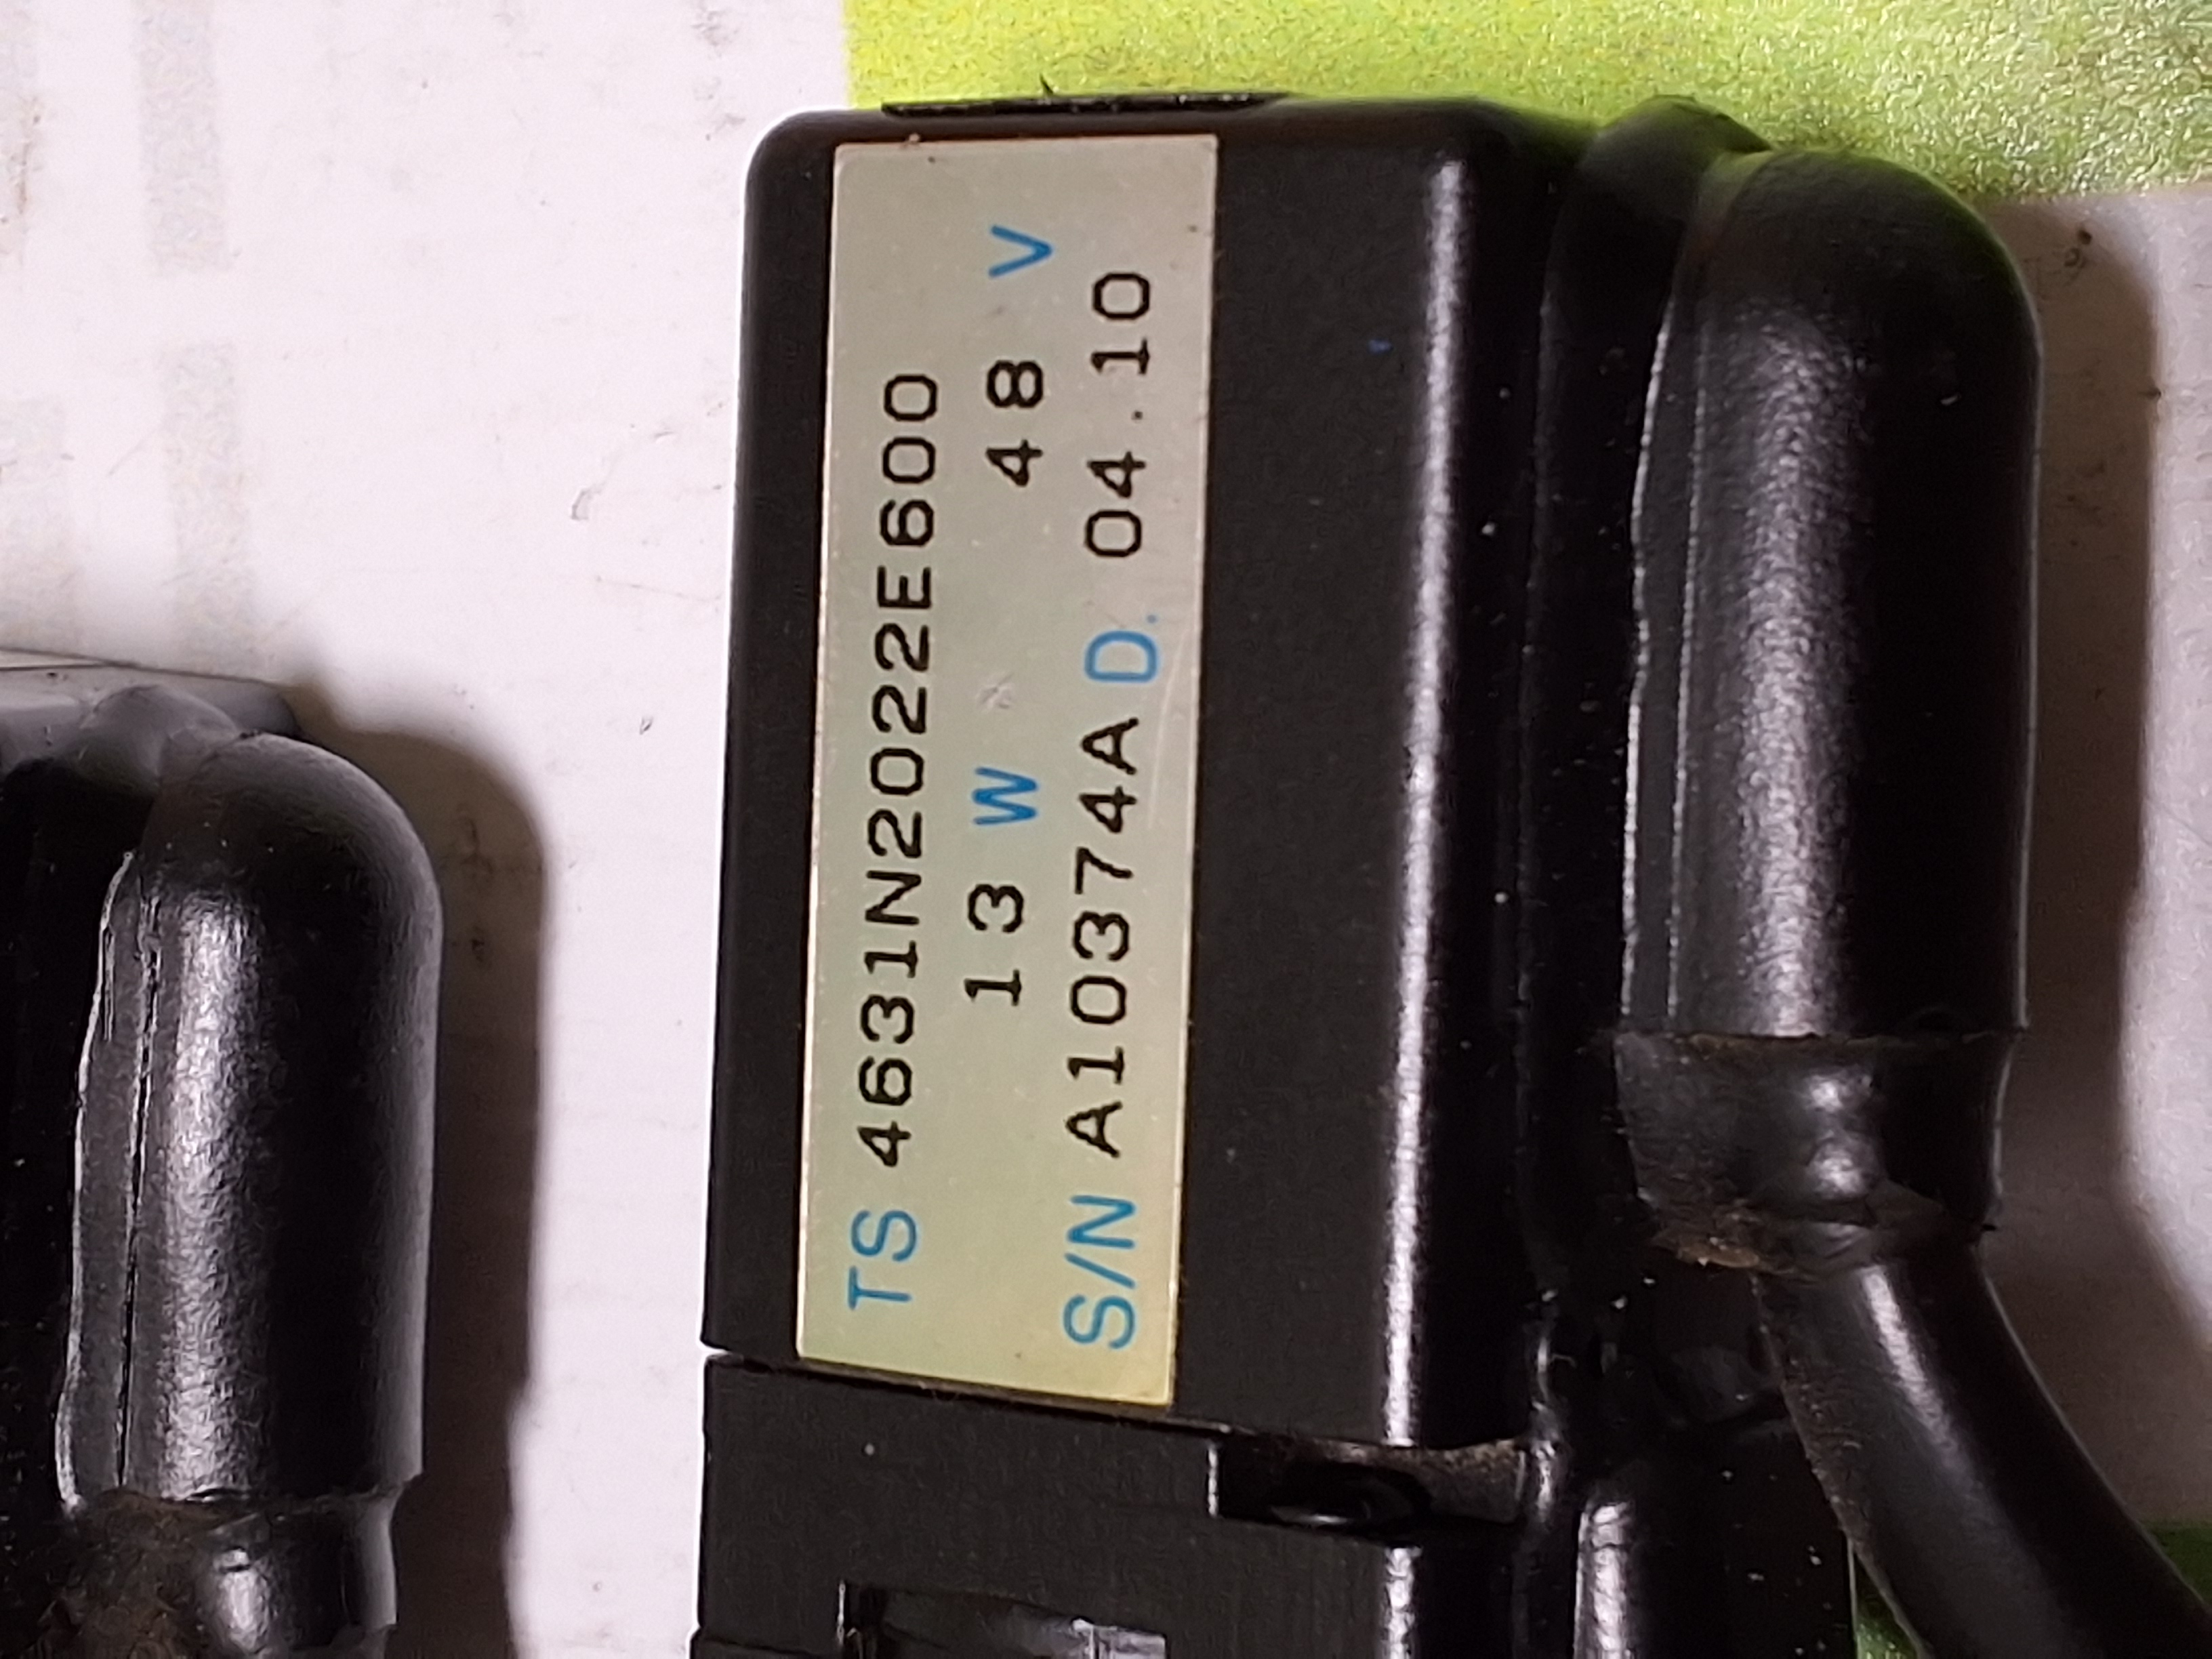 TS 4631N2022E600
13 W 48 V
S/N A10374A D. 04.10